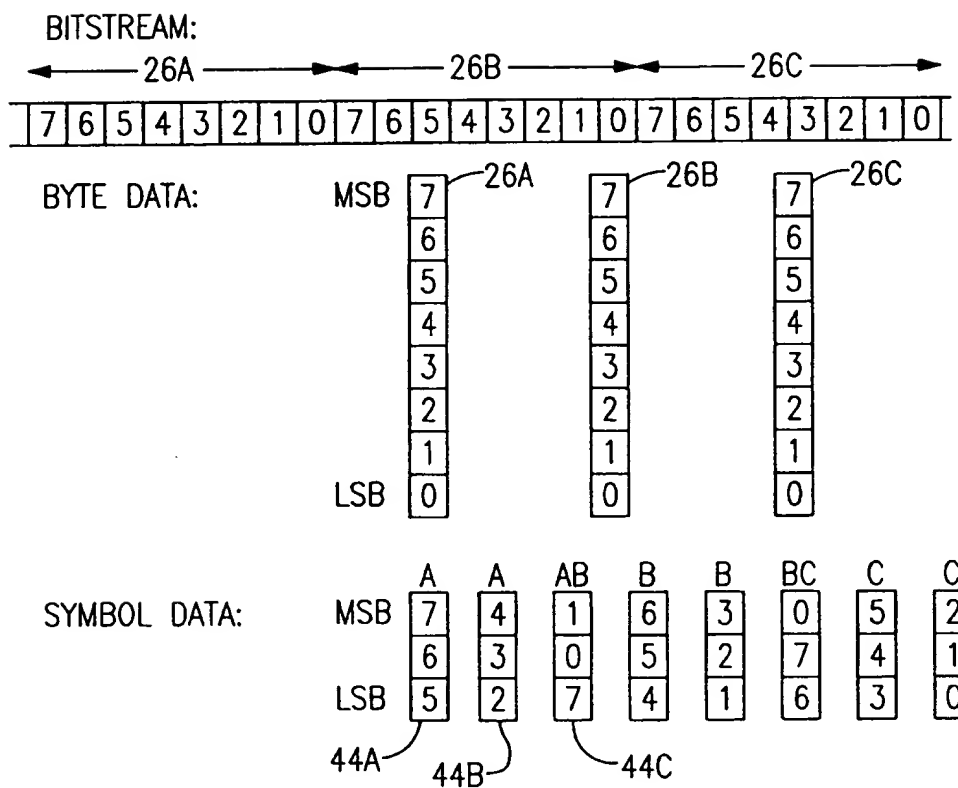 BITSTREAM:
26A 26B 26C
7 6 5 4 3 2 1 0 7 6 5 4 3 2 1 0 7 6 5 4 3 2 1 0
BYTE DATA: MSB 7 26A 7 26B 7 26C
6 6 6
5 5 5
4 4 4
3 3 3
2 2 2
1 1 1
LSB 0 0 0
A A AB B B BC C C
SYMBOL DATA: MSB 7 4 1 6 3 0 5 2
6 3 0 5 2 7 4 1
LSB 5 2 7 4 1 6 3 0
44A 44B 44C